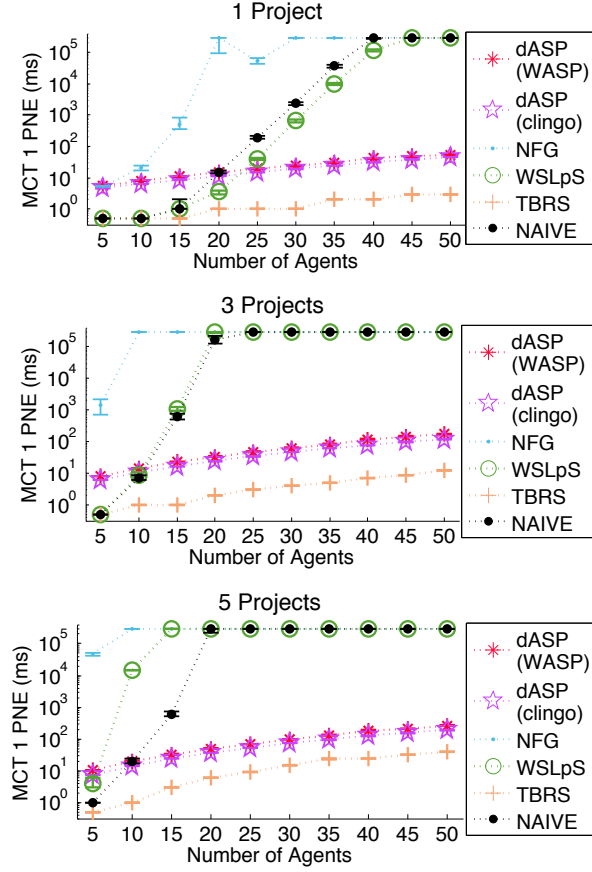 1 Project
MCT 1 PNE (ms)
10^5
10^4
10^3
10^2
10^1
10^0
5 10 15 20 25 30 35 40 45 50
Number of Agents
dASP
(WASP)
dASP
(clingo)
NFG
WSLpS
TBRS
NAIVE
3 Projects
MCT 1 PNE (ms)
10^5
10^4
10^3
10^2
10^1
10^0
5 10 15 20 25 30 35 40 45 50
Number of Agents
dASP
(WASP)
dASP
(clingo)
NFG
WSLpS
TBRS
NAIVE
5 Projects
MCT 1 PNE (ms)
10^5
10^4
10^3
10^2
10^1
10^0
5 10 15 20 25 30 35 40 45 50
Number of Agents
dASP
(WASP)
dASP
(clingo)
NFG
WSLpS
TBRS
NAIVE